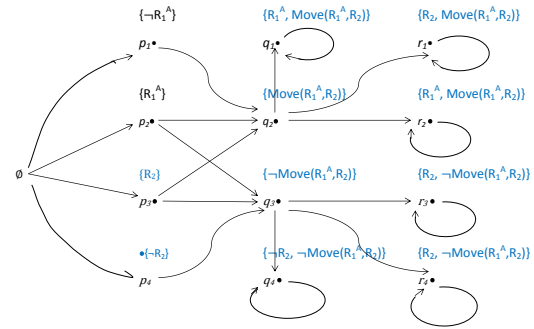 {¬R₁ᴬ} {R₁ᴬ, Move(R₁ᴬ,R₂)} {R₂, Move(R₁ᴬ,R₂)}
p₁• q₁• r₁•
{R₁ᴬ} {Move(R₁ᴬ,R₂)} {R₁ᴬ, Move(R₁ᴬ,R₂)}
p₂• q₂• r₂•
∅ {R₂} {¬Move(R₁ᴬ,R₂)} {R₂, ¬Move(R₁ᴬ,R₂)}
p₃• q₃• r₃•
•{¬R₂} {¬R₂, ¬Move(R₁ᴬ,R₂)} {R₂, ¬Move(R₁ᴬ,R₂)}
p₄ q₄• r₄•